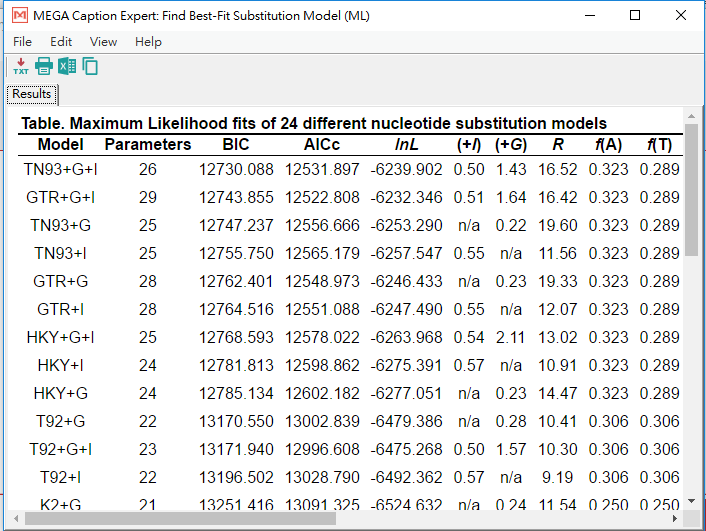 MEGA Caption Expert: Find Best-Fit Substitution Model (ML)
File Edit View Help
TXT
Results
Table. Maximum Likelihood fits of 24 different nucleotide substitution models
Model Parameters BIC AICc lnL (+I) (+G) R f(A) f(T)
TN93+G+I 26 12730.088 12531.897 -6239.902 0.50 1.43 16.52 0.323 0.289
GTR+G+I 29 12743.855 12522.808 -6232.346 0.51 1.64 16.42 0.323 0.289
TN93+G 25 12747.237 12556.666 -6253.290 n/a 0.22 19.60 0.323 0.289
TN93+I 25 12755.750 12565.179 -6257.547 0.55 n/a 11.56 0.323 0.289
GTR+G 28 12762.401 12548.973 -6246.433 n/a 0.23 19.33 0.323 0.289
GTR+I 28 12764.516 12551.088 -6247.490 0.55 n/a 12.07 0.323 0.289
HKY+G+I 25 12768.593 12578.022 -6263.968 0.54 2.11 13.02 0.323 0.289
HKY+I 24 12781.813 12598.862 -6275.391 0.57 n/a 10.91 0.323 0.289
HKY+G 24 12785.134 12602.182 -6277.051 n/a 0.23 14.47 0.323 0.289
T92+G 22 13170.550 13002.839 -6479.386 n/a 0.28 10.41 0.306 0.306
T92+G+I 23 13171.940 12996.608 -6475.268 0.50 1.57 10.30 0.306 0.306
T92+I 22 13196.502 13028.790 -6492.362 0.57 n/a 9.19 0.306 0.306
K2+G 21 13251.416 13091.325 -6524.632 n/a 0.24 11.54 0.250 0.250